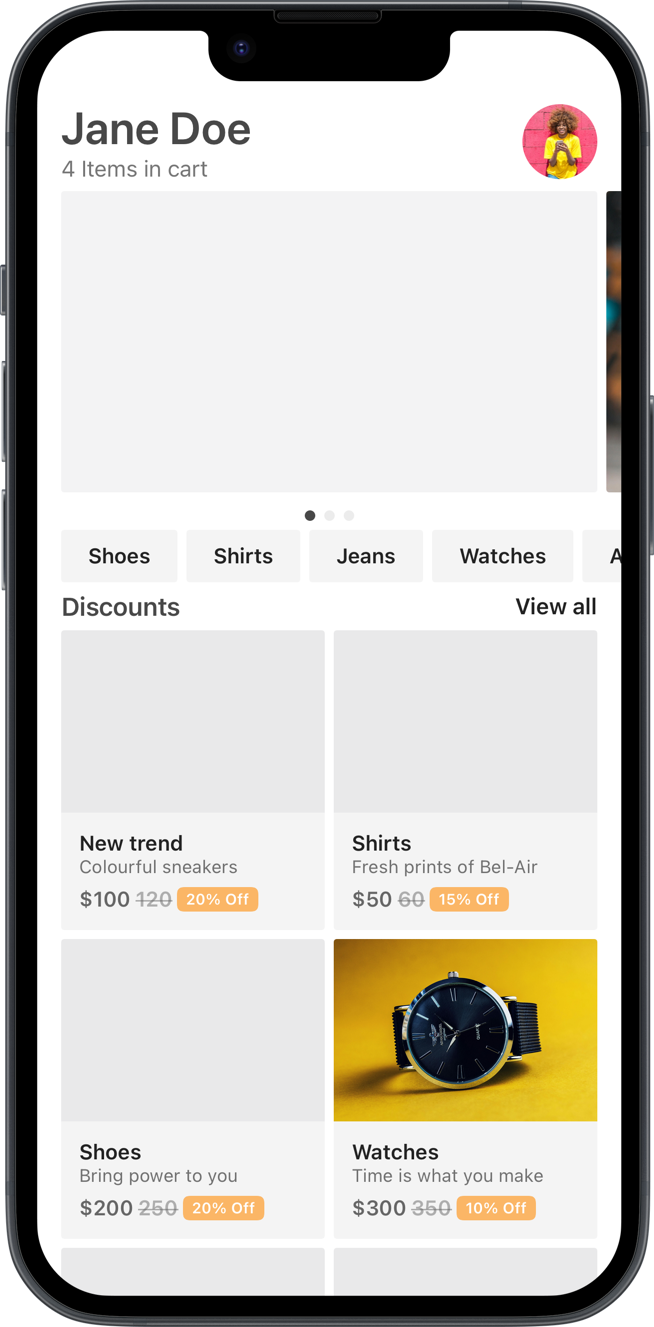 Jane Doe
4 Items in cart
Shoes Shirts Jeans Watches A
Discounts View all
New trend
Colourful sneakers
$100 120 20% Off
Shirts
Fresh prints of Bel-Air
$50 60 15% Off
Shoes
Bring power to you
$200 250 20% Off
Watches
Time is what you make
$300 350 10% Off